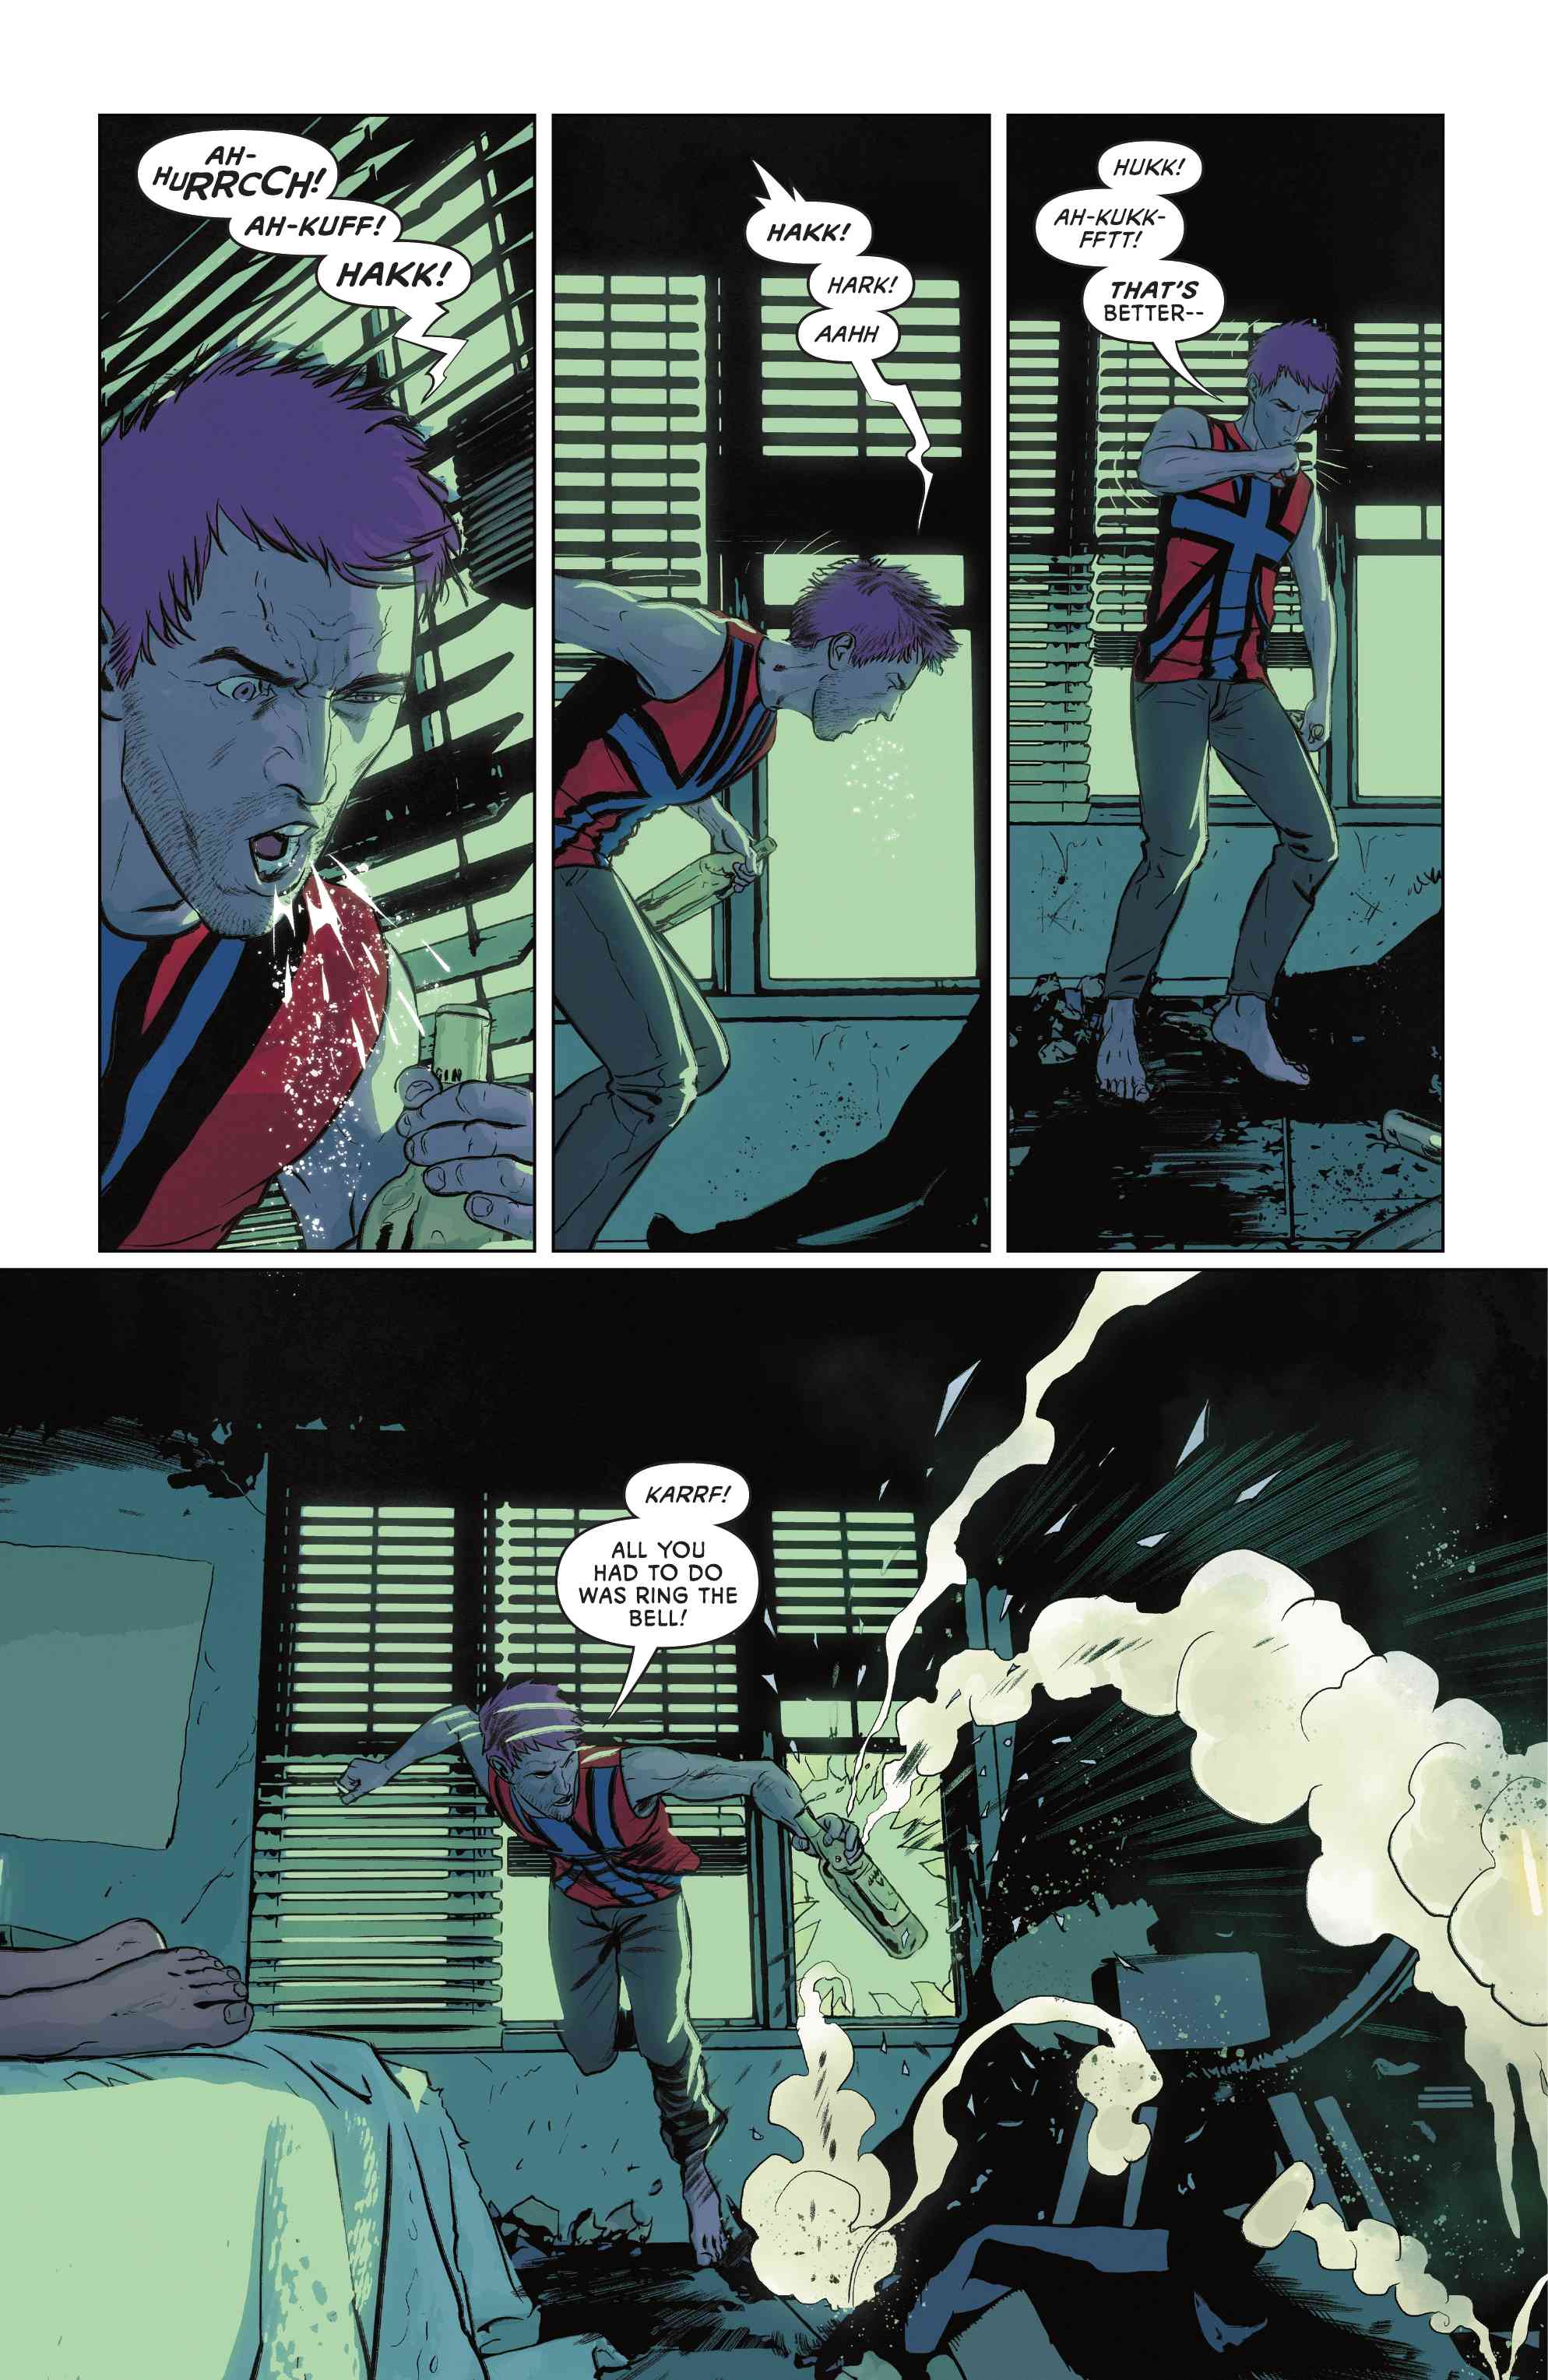 AH-
HURRCCH!
AH-KUFF!
HAKK!
GIN
HAKK!
HARK!
AAHH
HUKK!
AH-KUKK-
FFTT!
THAT'S
BETTER--
KARRF!
ALL YOU
HAD TO DO
WAS RING THE
BELL!